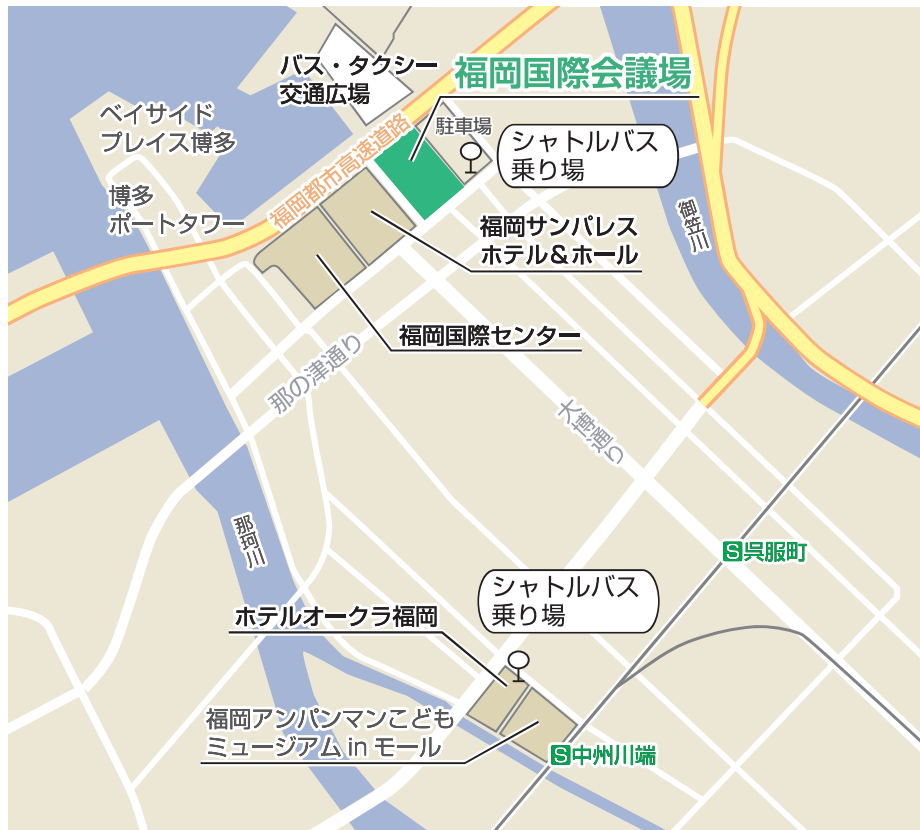 バス・タクシー
交通広場
福岡国際会議場
ベイサイド
プレイス博多
駐車場
シャトルバス
乗り場
福岡都市高速道路
博多
ポートタワー
御笠川
福岡サンパレス
ホテル&ホール
福岡国際センター
那の津通り
大博通り
那珂川
S呉服町
シャトルバス
乗り場
ホテルオークラ福岡
福岡アンパンマンこども
ミュージアム in モール
S中州川端